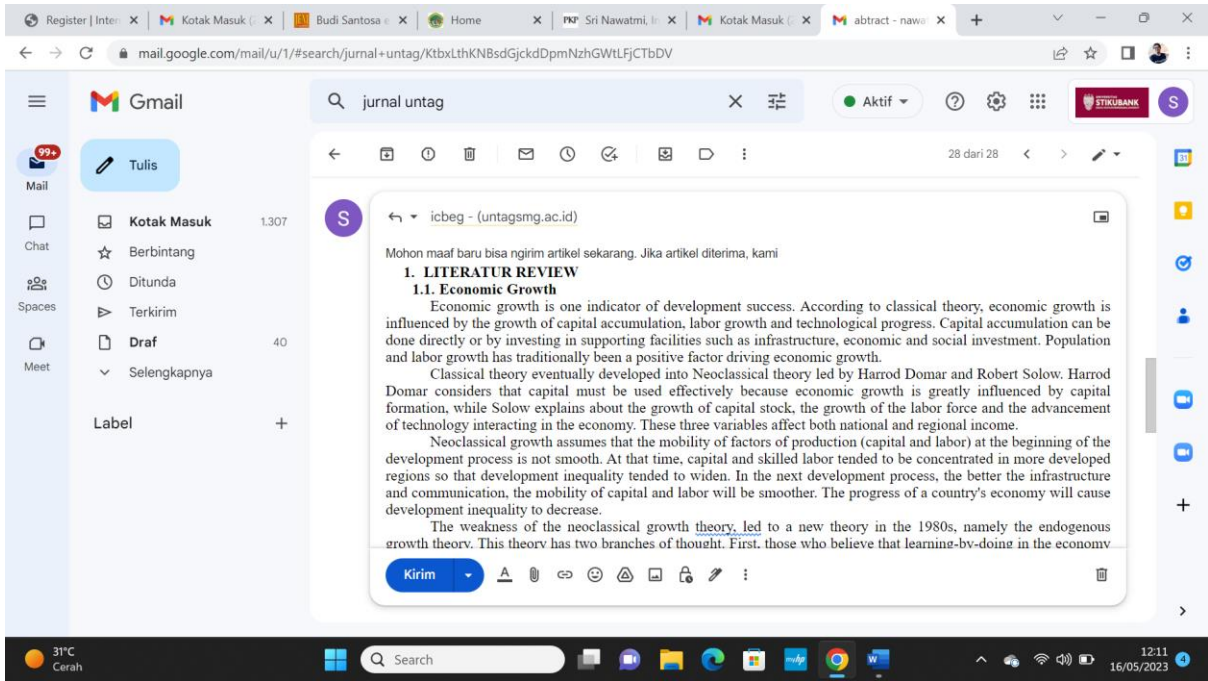 Register | Inter
Kotak Masuk (
Budi Santosa
Home
PKP Sri Nawatmi, I
Kotak Masuk (
abtract - nawa
mail.google.com/mail/u/1/#search/jurnal+untag/KtbxLthKNBsdGjckdDpmNzhGWtLFjCTbDV
Gmail
jurnal untag
Aktif
STIKUBANK
S
99+
Mail
Tulis
28 dari 28
31
Kotak Masuk 1.307
Chat
Berbintang
Ditunda
Spaces
Terkirim
Draf 40
Meet
Selengkapnya
Label
S
icbeg - (untagsmg.ac.id)
Mohon maaf baru bisa ngirim artikel sekarang. Jika artikel diterima, kami
1. LITERATUR REVIEW
1.1. Economic Growth
Economic growth is one indicator of development success. According to classical theory, economic growth is
influenced by the growth of capital accumulation, labor growth and technological progress. Capital accumulation can be
done directly or by investing in supporting facilities such as infrastructure, economic and social investment. Population
and labor growth has traditionally been a positive factor driving economic growth.
Classical theory eventually developed into Neoclassical theory led by Harrod Domar and Robert Solow. Harrod
Domar considers that capital must be used effectively because economic growth is greatly influenced by capital
formation, while Solow explains about the growth of capital stock, the growth of the labor force and the advancement
of technology interacting in the economy. These three variables affect both national and regional income.
Neoclassical growth assumes that the mobility of factors of production (capital and labor) at the beginning of the
development process is not smooth. At that time, capital and skilled labor tended to be concentrated in more developed
regions so that development inequality tended to widen. In the next development process, the better the infrastructure
and communication, the mobility of capital and labor will be smoother. The progress of a country's economy will cause
development inequality to decrease.
The weakness of the neoclassical growth theory, led to a new theory in the 1980s, namely the endogenous
growth theory. This theory has two branches of thought. First, those who believe that learning-by-doing in the economy
Kirim
31°C
Cerah
Search
12:11
16/05/2023
4